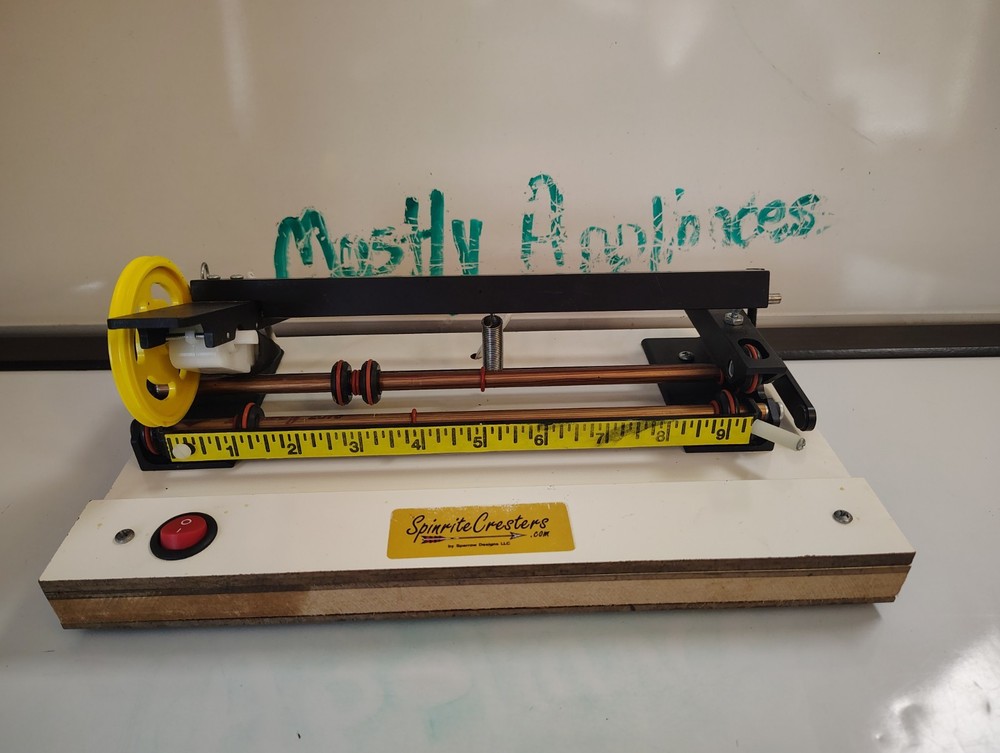 Mostly Appliances
1 2 3 4 5 6 7 8 9
O
I
SpinriteCresters
.com
by Sparrow Designs LLC